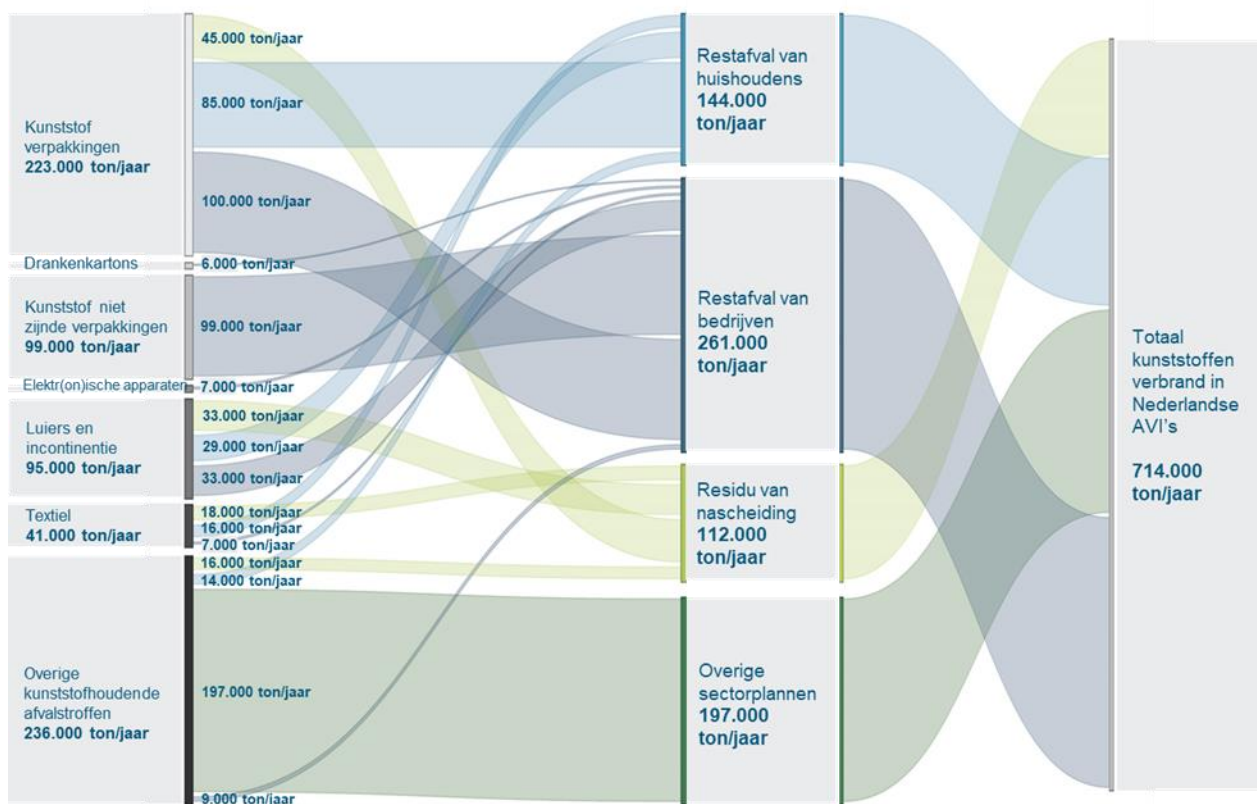 Kunststof
verpakkingen
223.000 ton/jaar
Drankenkartons
Kunststof niet
zijnde verpakkingen
99.000 ton/jaar
Elektr(on)ische apparaten
Luiers en
incontinentie
95.000 ton/jaar
Textiel
41.000 ton/jaar
Overige
kunststofhoudende
afvalstroffen
236.000 ton/jaar
45.000 ton/jaar
85.000 ton/jaar
100.000 ton/jaar
6.000 ton/jaar
99.000 ton/jaar
7.000 ton/jaar
33.000 ton/jaar
29.000 ton/jaar
33.000 ton/jaar
18.000 ton/jaar
16.000 ton/jaar
7.000 ton/jaar
16.000 ton/jaar
14.000 ton/jaar
197.000 ton/jaar
9.000 ton/jaar
Restafval van
huishoudens
144.000
ton/jaar
Restafval van
bedrijven
261.000
ton/jaar
Residu van
nascheiding
112.000
ton/jaar
Overige
sectorplannen
197.000
ton/jaar
Totaal
kunststoffen
verbrand in
Nederlandse
AVI's
714.000
ton/jaar